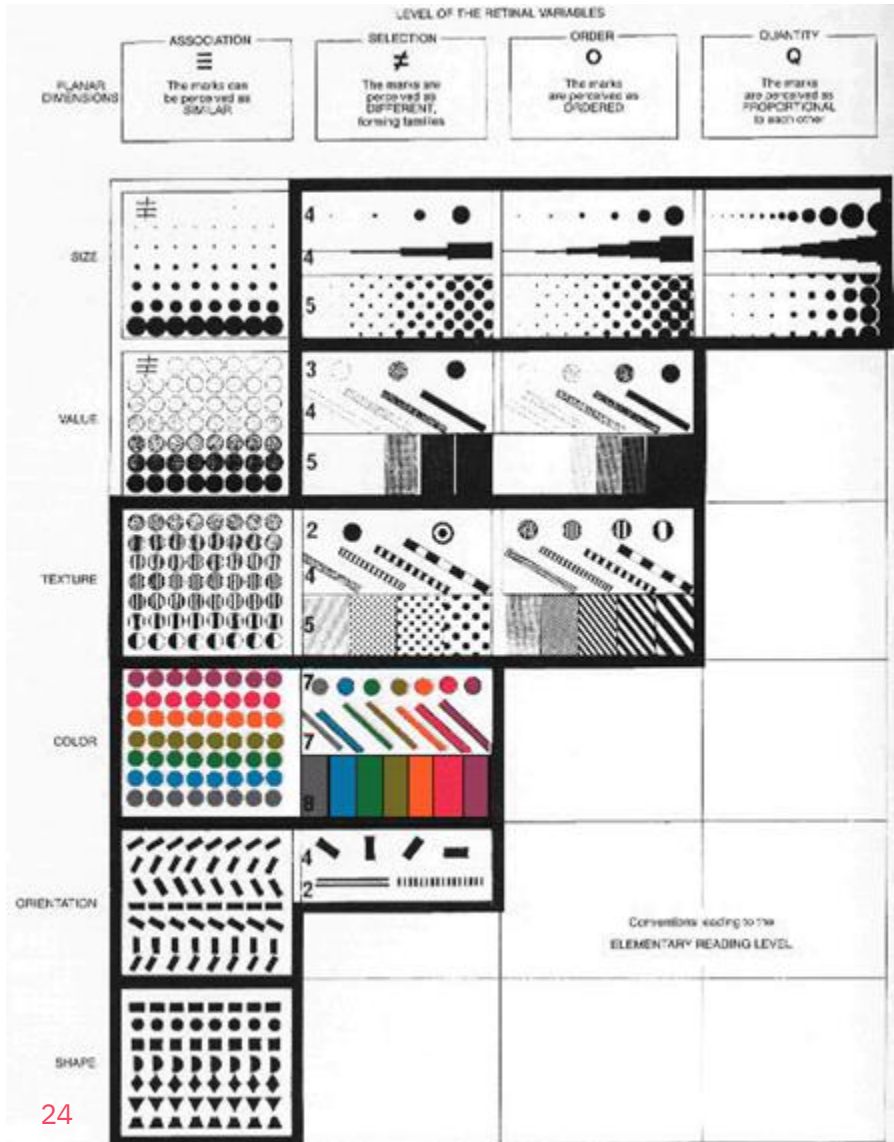 LEVEL OF THE RETINAL VARIABLES
PLANAR
DIMENSIONS
ASSOCIATION
≡
The marks can
be perceived as
SIMILAR
SELECTION
≠
The marks are
perceived as
DIFFERENT,
forming families
ORDER
O
The marks
are perceived as
ORDERED
QUANTITY
Q
The marks
are perceived as
PROPORTIONAL
to each other
SIZE
4
4
5
VALUE
3
4
5
TEXTURE
2
4
5
COLOR
7
7
8
ORIENTATION
4
2
Conventions leading to the
ELEMENTARY READING LEVEL
SHAPE
24